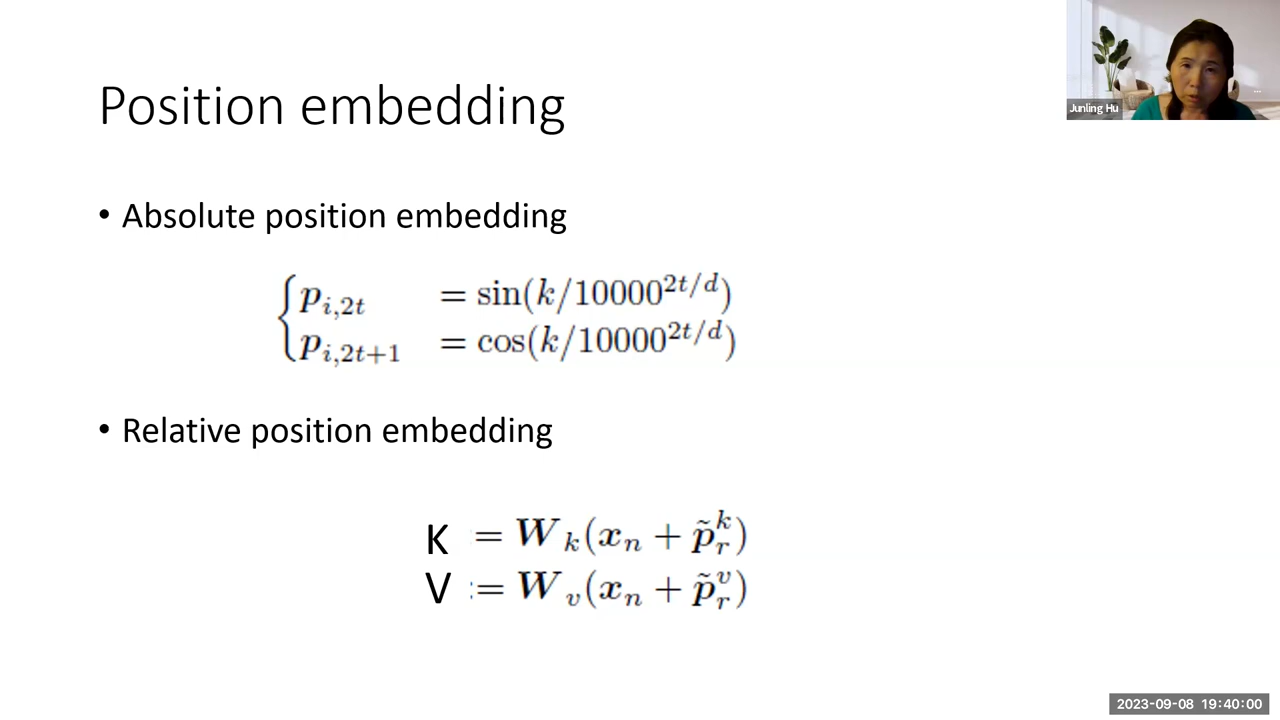 Position embedding
Junling Hu
• Absolute position embedding
{p_{i,2t} = sin(k/10000^{2t/d})
p_{i,2t+1} = cos(k/10000^{2t/d})
• Relative position embedding
K = W_k(x_n + p̃_r^k)
V := W_v(x_n + p̃_r^v)
2023-09-08 19:40:00